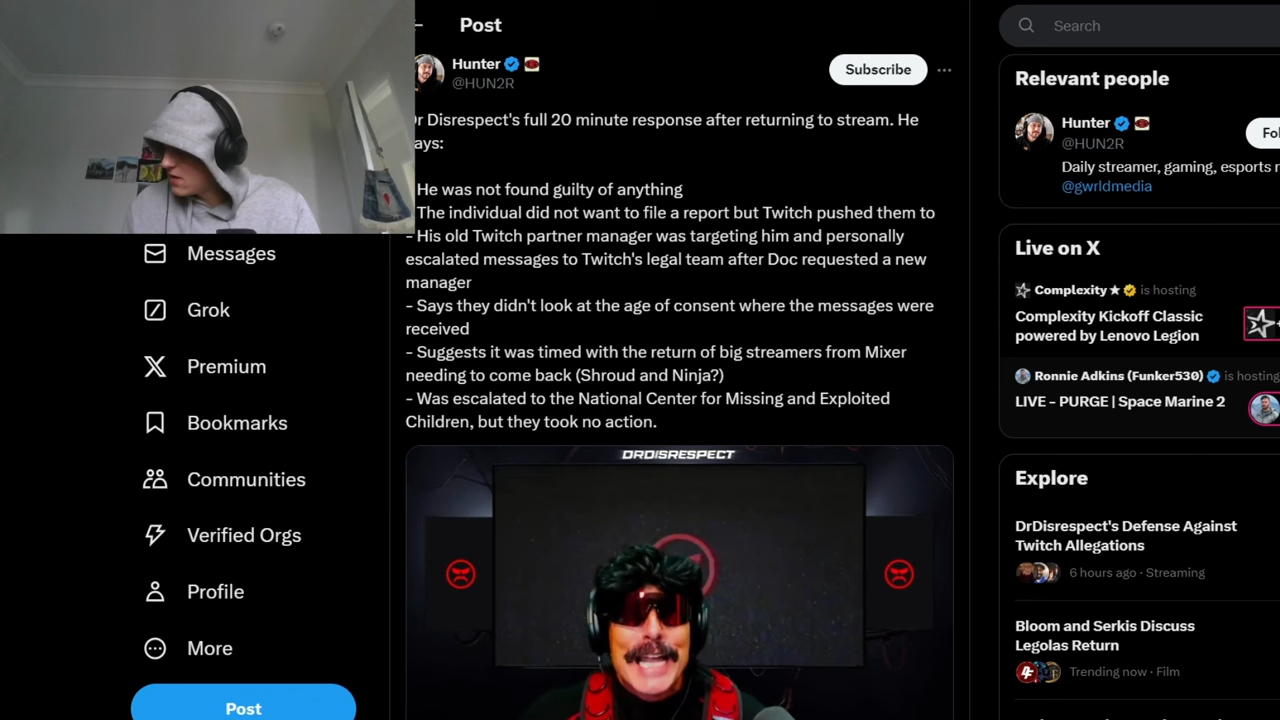 Post
Hunter
@HUN2R
Subscribe
Dr Disrespect's full 20 minute response after returning to stream. He
says:
He was not found guilty of anything
The individual did not want to file a report but Twitch pushed them to
- His old Twitch partner manager was targeting him and personally
escalated messages to Twitch's legal team after Doc requested a new
manager
- Says they didn't look at the age of consent where the messages were
received
- Suggests it was timed with the return of big streamers from Mixer
needing to come back (Shroud and Ninja?)
- Was escalated to the National Center for Missing and Exploited
Children, but they took no action.
DRDISRESPECT
Messages
Grok
Premium
Bookmarks
Communities
Verified Orgs
Profile
More
Post
Search
Relevant people
Hunter
@HUN2R
Fol
Daily streamer, gaming, esports n
@gwrldmedia
Live on X
Complexity ★ is hosting
Complexity Kickoff Classic
powered by Lenovo Legion
Ronnie Adkins (Funker530) is hosting
LIVE - PURGE | Space Marine 2
Explore
DrDisrespect's Defense Against
Twitch Allegations
6 hours ago · Streaming
Bloom and Serkis Discuss
Legolas Return
Trending now · Film